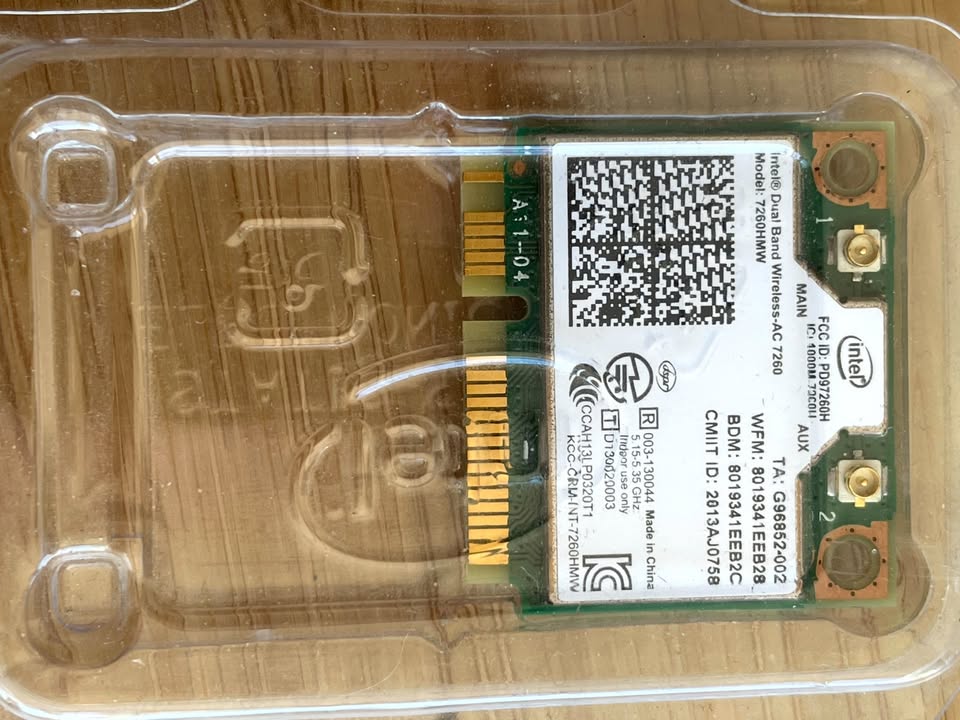 intel
FCC ID: PD97260H
IC: 1000M-7260H
MAIN
AUX
1
2
Intel® Dual Band Wireless-AC 7260
Model: 7260HMW
TA: G96852-002
WFM: 8019341EEB28
BDM: 8019341EEB2C
CMIIT ID: 2013AJ0758
R 003-130044 Made in China
5.15-5.35 GHz
Indoor use only
T D130020003
CCAH13LP0320T1
KCC-CRM-INT-7260HMW
A31-04